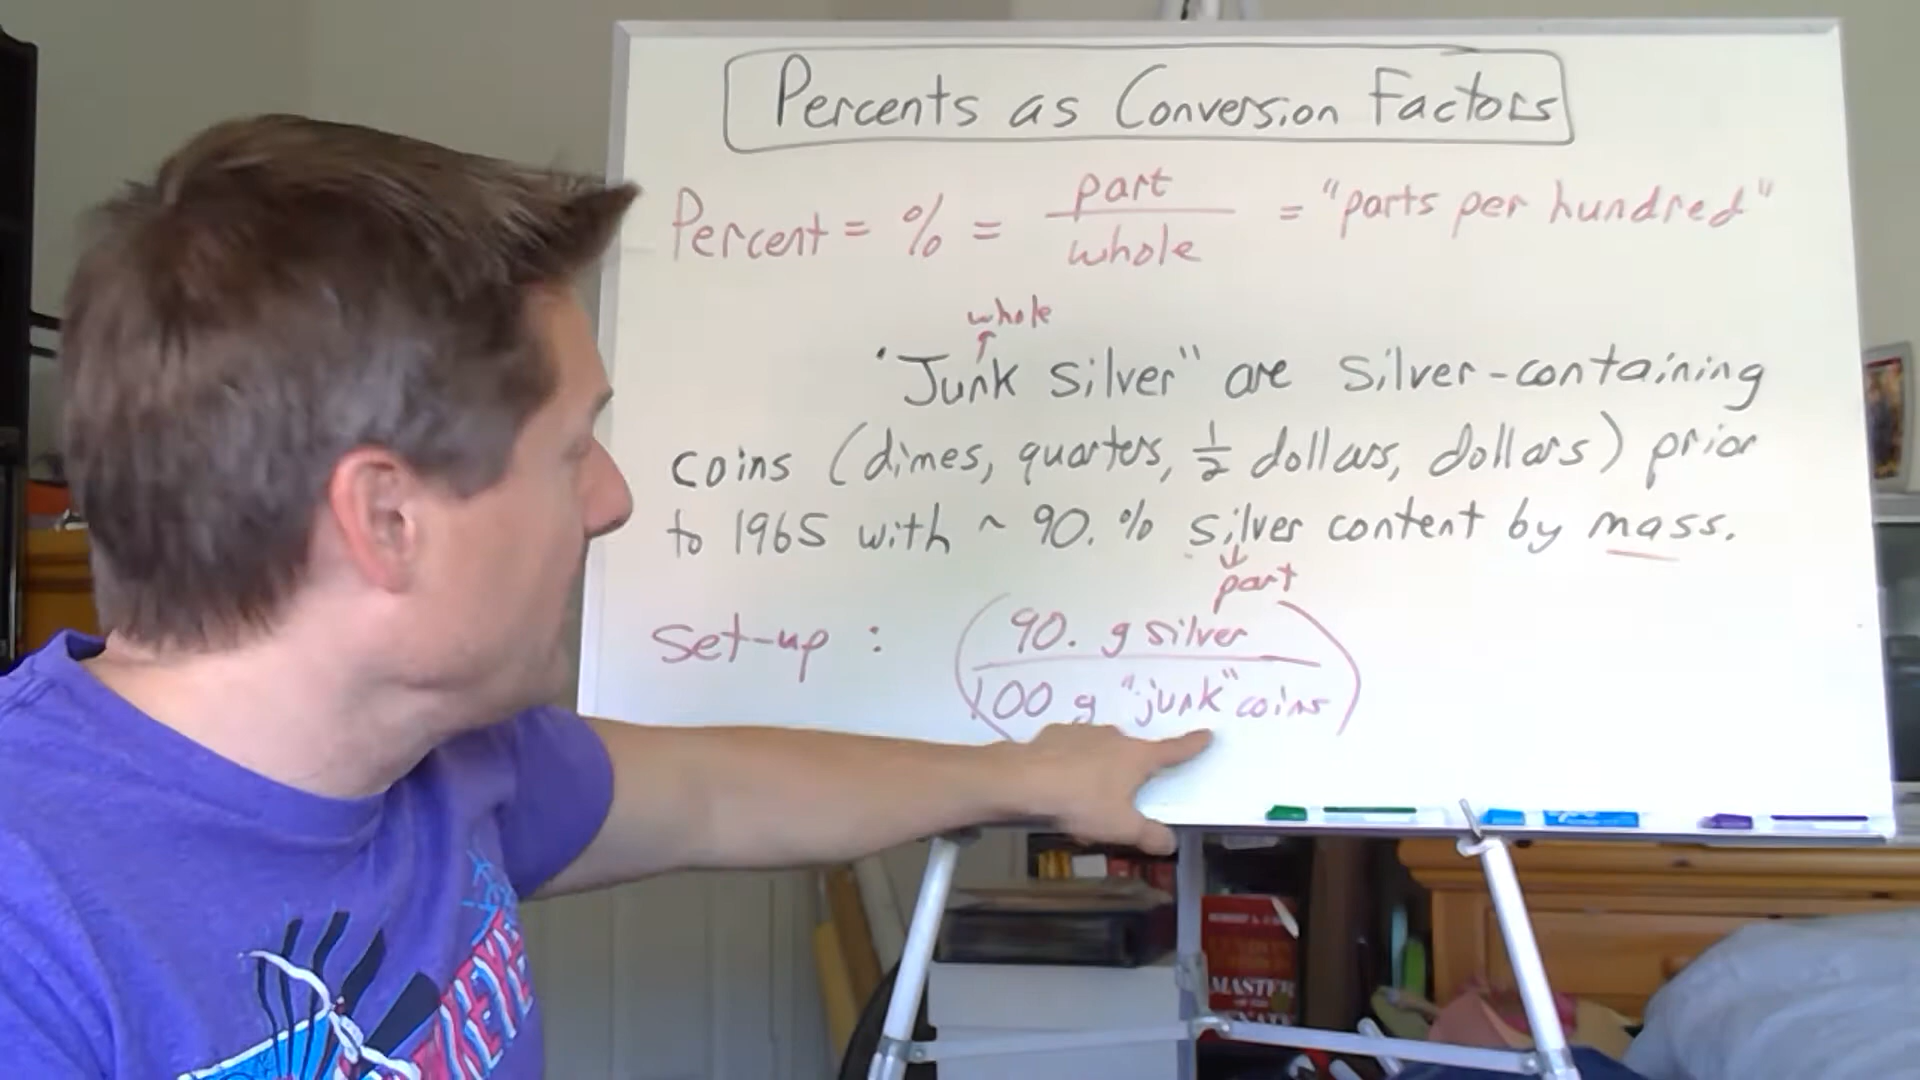 Percents as Conversion Factors
Percent = % = part / whole = "parts per hundred"
whole
"Junk Silver" are silver-containing
coins (dimes, quarters, 1/2 dollars, dollars) prior
to 1965 with ~ 90. % silver content by mass.
part
Set-up : (90. g silver / 100 g "junk" coins)
MASTER